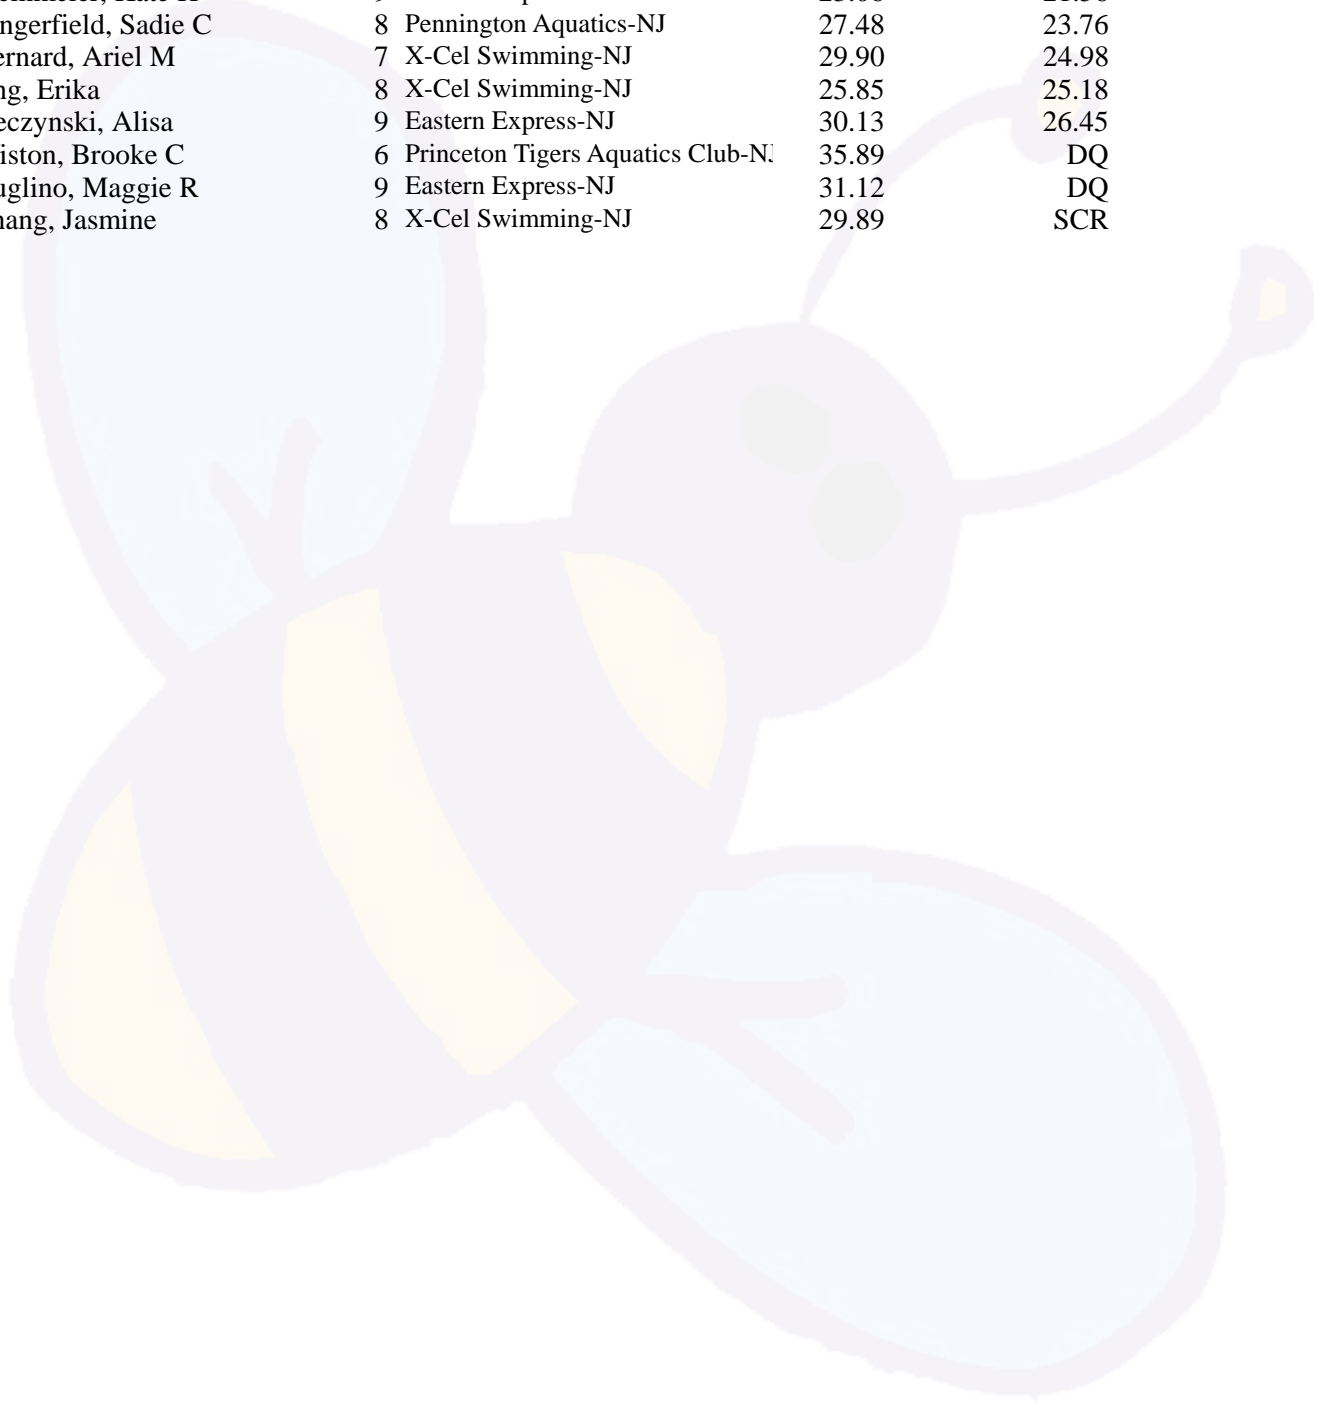 ngerfield, Sadie C 8 Pennington Aquatics-NJ 27.48 23.76
ernard, Ariel M 7 X-Cel Swimming-NJ 29.90 24.98
ng, Erika 8 X-Cel Swimming-NJ 25.85 25.18
eczynski, Alisa 9 Eastern Express-NJ 30.13 26.45
iston, Brooke C 6 Princeton Tigers Aquatics Club-NJ 35.89 DQ
uglino, Maggie R 9 Eastern Express-NJ 31.12 DQ
hang, Jasmine 8 X-Cel Swimming-NJ 29.89 SCR